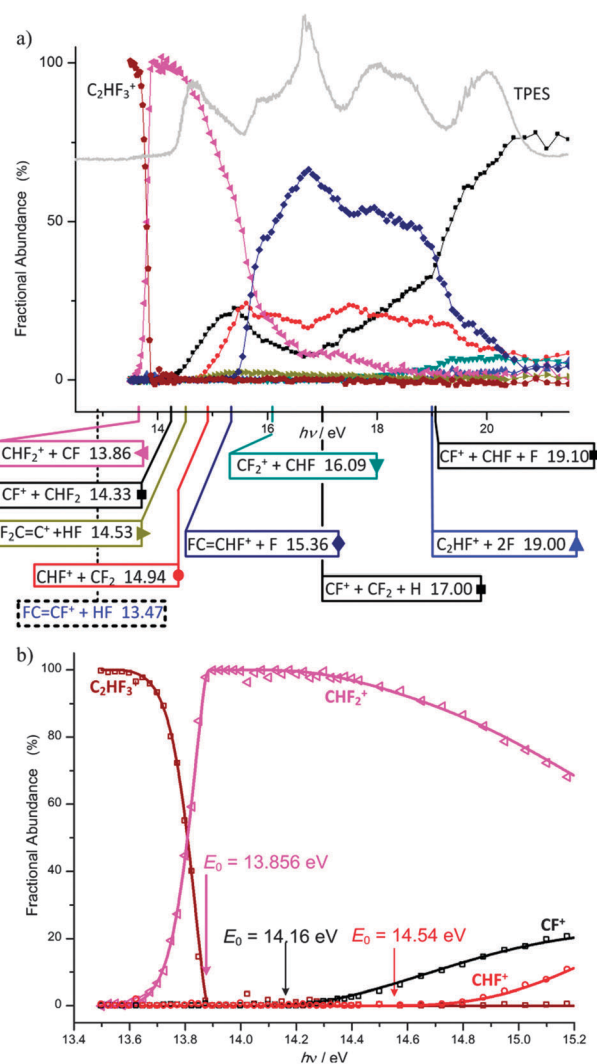 a)
100
C₂HF₃⁺
TPES
Fractional Abundance (%)
50
0
14
16
18
20
hν / eV
CHF₂⁺ + CF 13.86
CF⁺ + CHF₂ 14.33
F₂C=C⁺ +HF 14.53
CHF⁺ + CF₂ 14.94
FC=CF⁺ + HF 13.47
CF₂⁺ + CHF 16.09
FC=CHF⁺ + F 15.36
CF⁺ + CF₂ + H 17.00
CF⁺ + CHF + F 19.10
C₂HF⁺ + 2F 19.00
b)
100
C₂HF₃⁺
CHF₂⁺
80
Fractional Abundance (%)
60
40
E₀ = 13.856 eV
20
E₀ = 14.16 eV
E₀ = 14.54 eV
CF⁺
CHF⁺
0
13.4 13.6 13.8 14.0 14.2 14.4 14.6 14.8 15.0 15.2
hν / eV